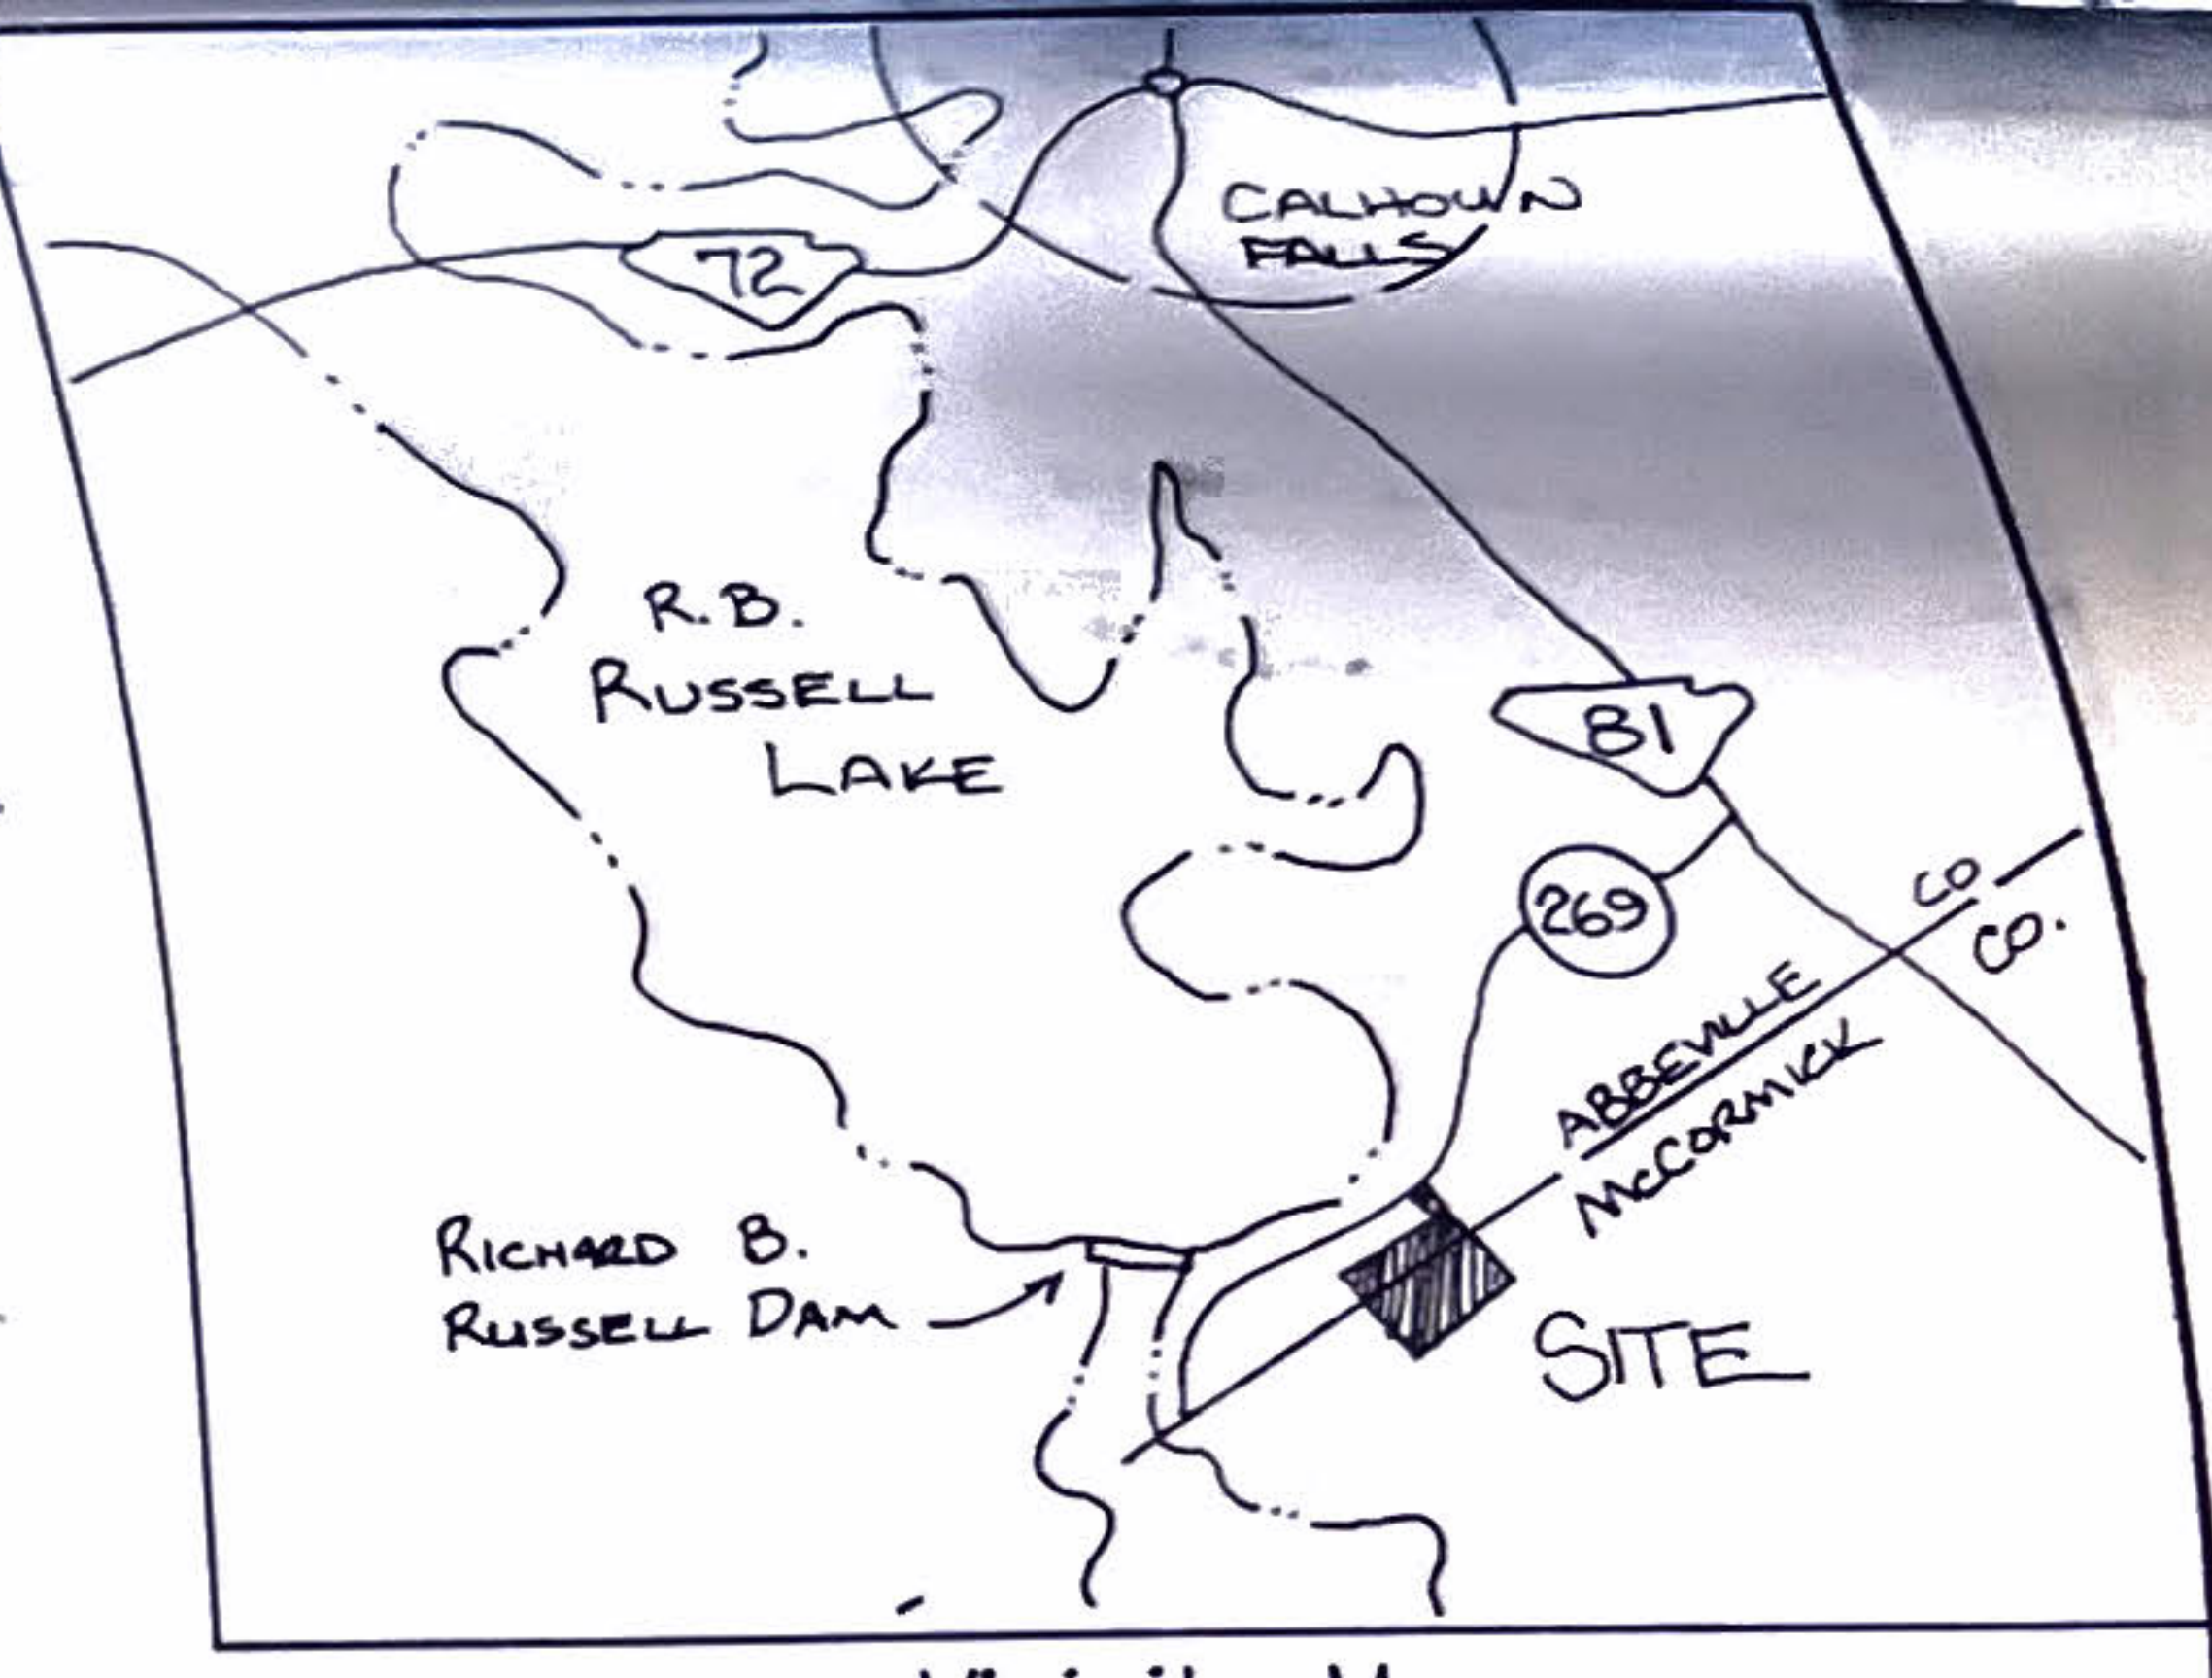 CALHOUN
FALLS
72
R.B.
RUSSELL
LAKE
81
269
ABBEVILLE CO
McCORMICK CO.
RICHARD B.
RUSSELL DAM
SITE